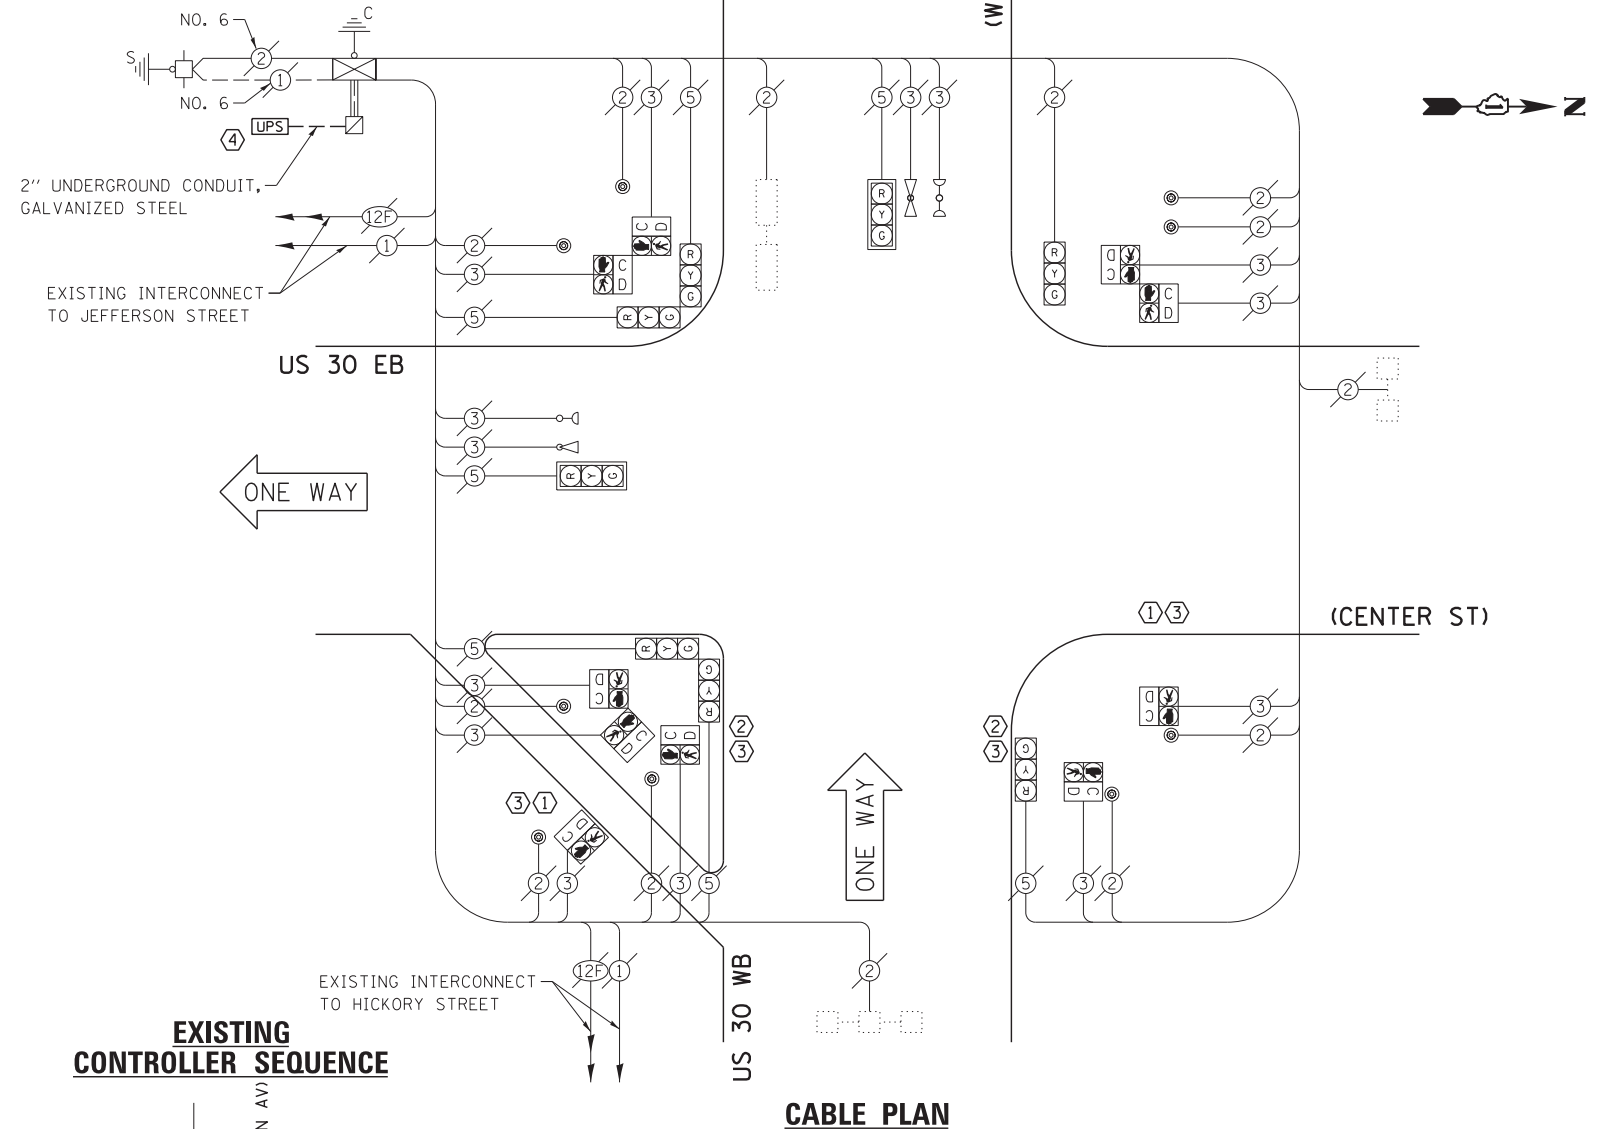 NO. 6
C
(W
S
2
1
NO. 6
UPS
4
2 3 5 2 5 3 3 2
N
2" UNDERGROUND CONDUIT,
GALVANIZED STEEL
12F
1
2
3
5
C D
C
D
R
Y
G
R Y G
R
Y
G
R
Y
G
2
2
3
3
C D
C
D
EXISTING INTERCONNECT
TO JEFFERSON STREET
US 30 EB
2
3
3
5
R Y G
ONE WAY
1 3
(CENTER ST)
5
3
2
3
R Y G
G
Y
R
C D
C D
C D
2
3
2
3
G
Y
R
C D
3
2
C D
3 1
C D
ONE WAY
2 3 2 3 5
5 3 2
12F 1
2
EXISTING INTERCONNECT
TO HICKORY STREET
US 30 WB
EXISTING
CONTROLLER SEQUENCE
N AV)
CABLE PLAN